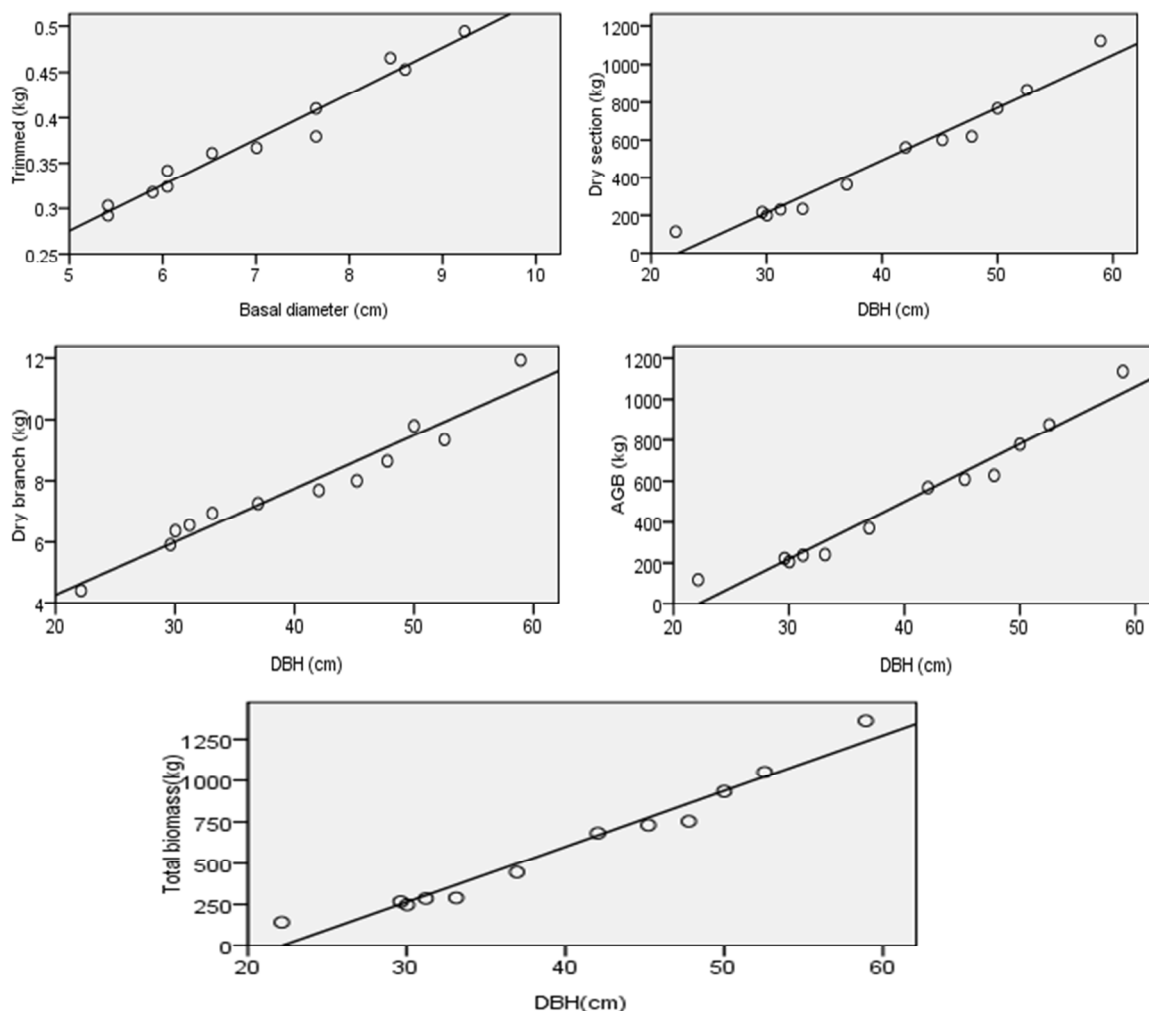 Trimmed (kg)
0.5
0.45
0.4
0.35
0.3
0.25
5 6 7 8 9 10
Basal diameter (cm)
Dry section (kg)
1200
1000
800
600
400
200
0
20 30 40 50 60
DBH (cm)
Dry branch (kg)
12
10
8
6
4
20 30 40 50 60
DBH (cm)
AGB (kg)
1200
1000
800
600
400
200
0
20 30 40 50 60
DBH (cm)
Total biomass(kg)
1250
1000
750
500
250
0
20 30 40 50 60
DBH(cm)